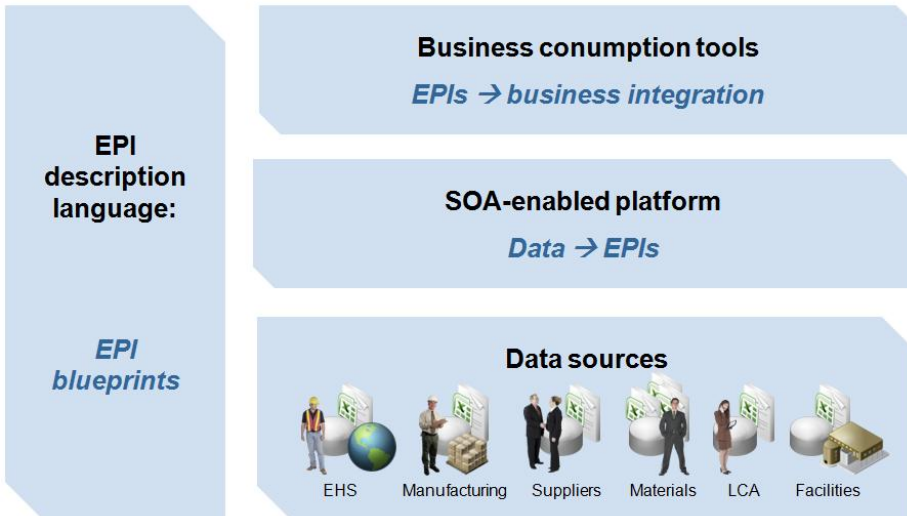 EPI
description
language:
EPI
blueprints
Business conumption tools
EPIs → business integration
SOA-enabled platform
Data → EPIs
Data sources
EHS
Manufacturing
Suppliers
Materials
LCA
Facilities